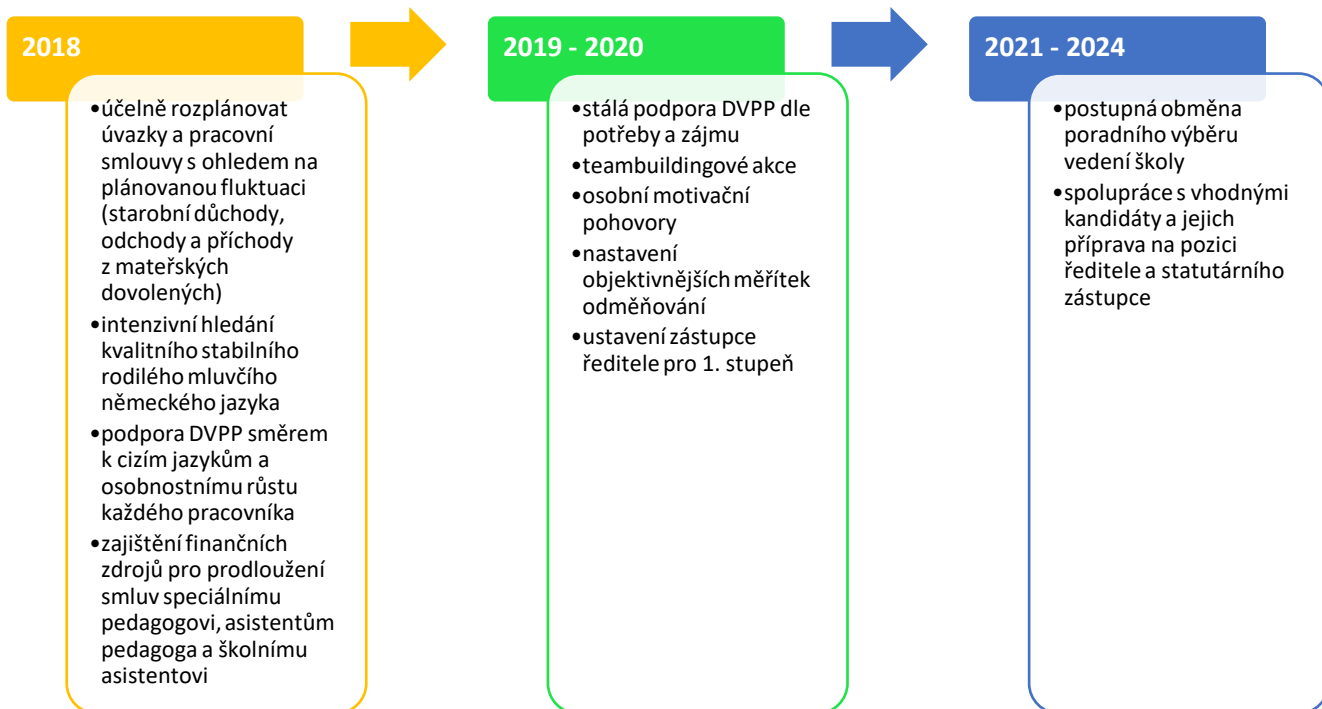 2018
•účelně rozplánovat
úvazky a pracovní
smlouvy s ohledem na
plánovanou fluktuaci
(starobní důchody,
odchody a příchody
z mateřských
dovolených)
•intenzivní hledání
kvalitního stabilního
rodilého mluvčího
německého jazyka
•podpora DVPP směrem
k cizím jazykům a
osobnostnímu růstu
každého pracovníka
•zajištění finančních
zdrojů pro prodloužení
smluv speciálnímu
pedagogovi, asistentům
pedagoga a školnímu
asistentovi
2019 - 2020
•stálá podpora DVPP dle
potřeby a zájmu
•teambuildingové akce
•osobní motivační
pohovory
•nastavení
objektivnějších měřítek
odměňování
•ustavení zástupce
ředitele pro 1. stupeň
2021 - 2024
•postupná obměna
poradního výběru
vedení školy
•spolupráce s vhodnými
kandidáty a jejich
příprava na pozici
ředitele a statutárního
zástupce